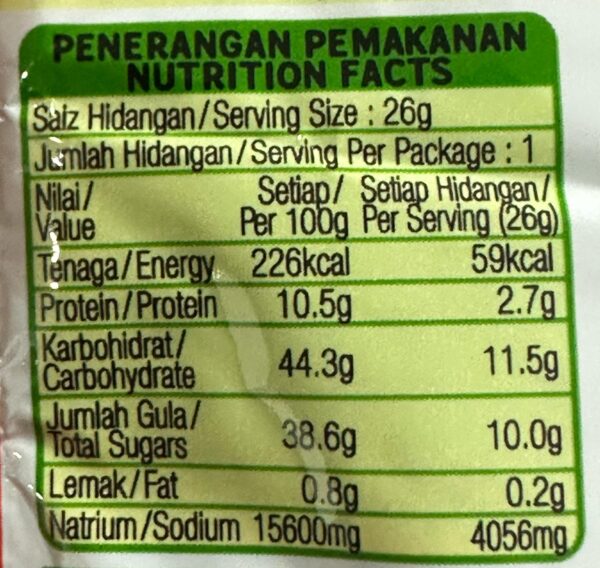 PENERANGAN PEMAKANAN
NUTRITION FACTS
Saiz Hidangan/Serving Size : 26g
Jumlah Hidangan/Serving Per Package : 1
Nilai/ Setiap/ Setiap Hidangan/
Value Per 100g Per Serving (26g)
Tenaga/Energy 226kcal 59kcal
Protein/Protein 10.5g 2.7g
Karbohidrat/
Carbohydrate 44.3g 11.5g
Jumlah Gula/
Total Sugars 38.6g 10.0g
Lemak/Fat 0.8g 0.2g
Natrium/Sodium 15600mg 4056mg